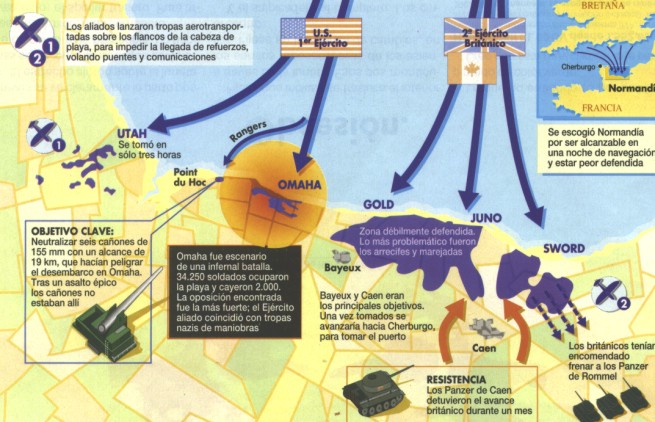 Los aliados lanzaron tropas aerotranspor-
tadas sobre los flancos de la cabeza de
playa, para impedir la llegada de refuerzos,
volando puentes y comunicaciones
1
2
U.S.
1er Ejército
2º Ejército
Británico
BRETAÑA
Cherburgo
Normandí
FRANCIA
Se escogió Normandía
por ser alcanzable en
una noche de navegación
y estar peor defendida
1
UTAH
Se tomó en
sólo tres horas
Rangers
Point
du Hoc
OMAHA
GOLD
JUNO
SWORD
Zona débilmente defendida.
Lo más problemático fueron
los arrecifes y marejadas
Bayeux
OBJETIVO CLAVE:
Neutralizar seis cañones de
155 mm con un alcance de
19 km, que hacían peligrar
el desembarco en Omaha.
Tras un asalto épico
los cañones no
estaban allí
Omaha fue escenario
de una infernal batalla.
34.250 soldados ocuparon
la playa y cayeron 2.000.
La oposición encontrada
fue la más fuerte; el Ejército
aliado coincidió con tropas
nazis de maniobras
Bayeux y Caen eran
los principales objetivos.
Una vez tomados se
avanzaría hacia Cherburgo,
para tomar el puerto
Caen
2
Los británicos tenían
encomendado
frenar a los Panzer
de Rommel
RESISTENCIA
Los Panzer de Caen
detuvieron el avance
británico durante un mes